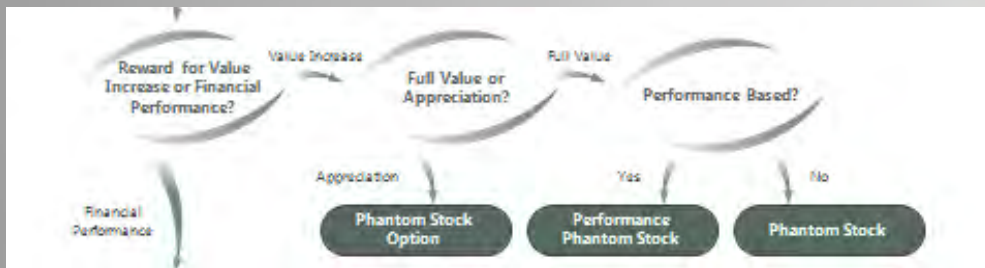 Value Increase
Full Value
Reward for Value
Increase or Financial
Performance?
Full Value or
Appreciation?
Performance Based?
Appreciation
Yes
No
Financial
Performance
Phantom Stock
Option
Performance
Phantom Stock
Phantom Stock